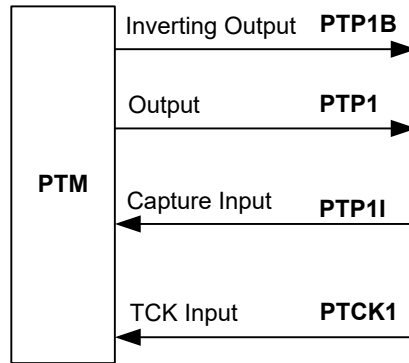 Inverting Output PTP1B
Output PTP1
PTM
Capture Input PTP1I
TCK Input PTCK1